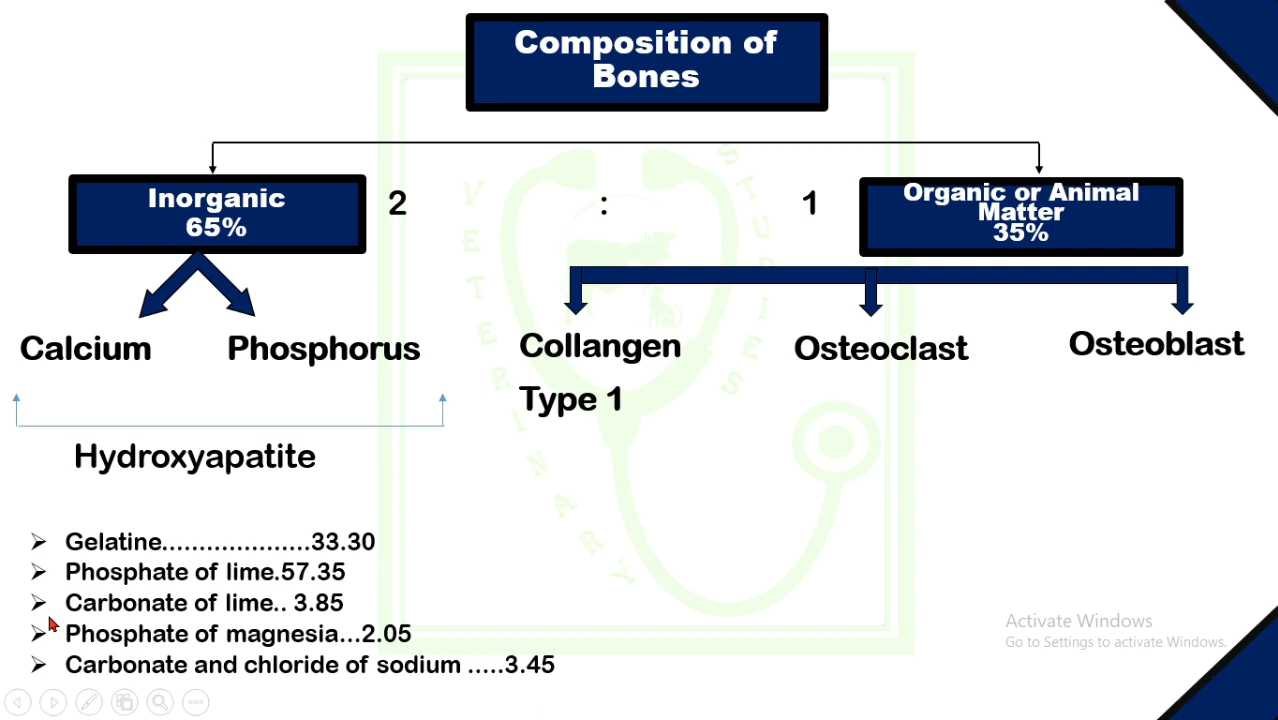 Composition of
Bones
Inorganic
65%
2 : 1
Organic or Animal
Matter
35%
Calcium
Phosphorus
Collangen
Type 1
Osteoclast
Osteoblast
Hydroxyapatite
VETERINARY
STUDIES
Gelatine....................33.30
Phosphate of lime.57.35
Carbonate of lime.. 3.85
Phosphate of magnesia...2.05
Carbonate and chloride of sodium .....3.45
Activate Windows
Go to Settings to activate Windows.